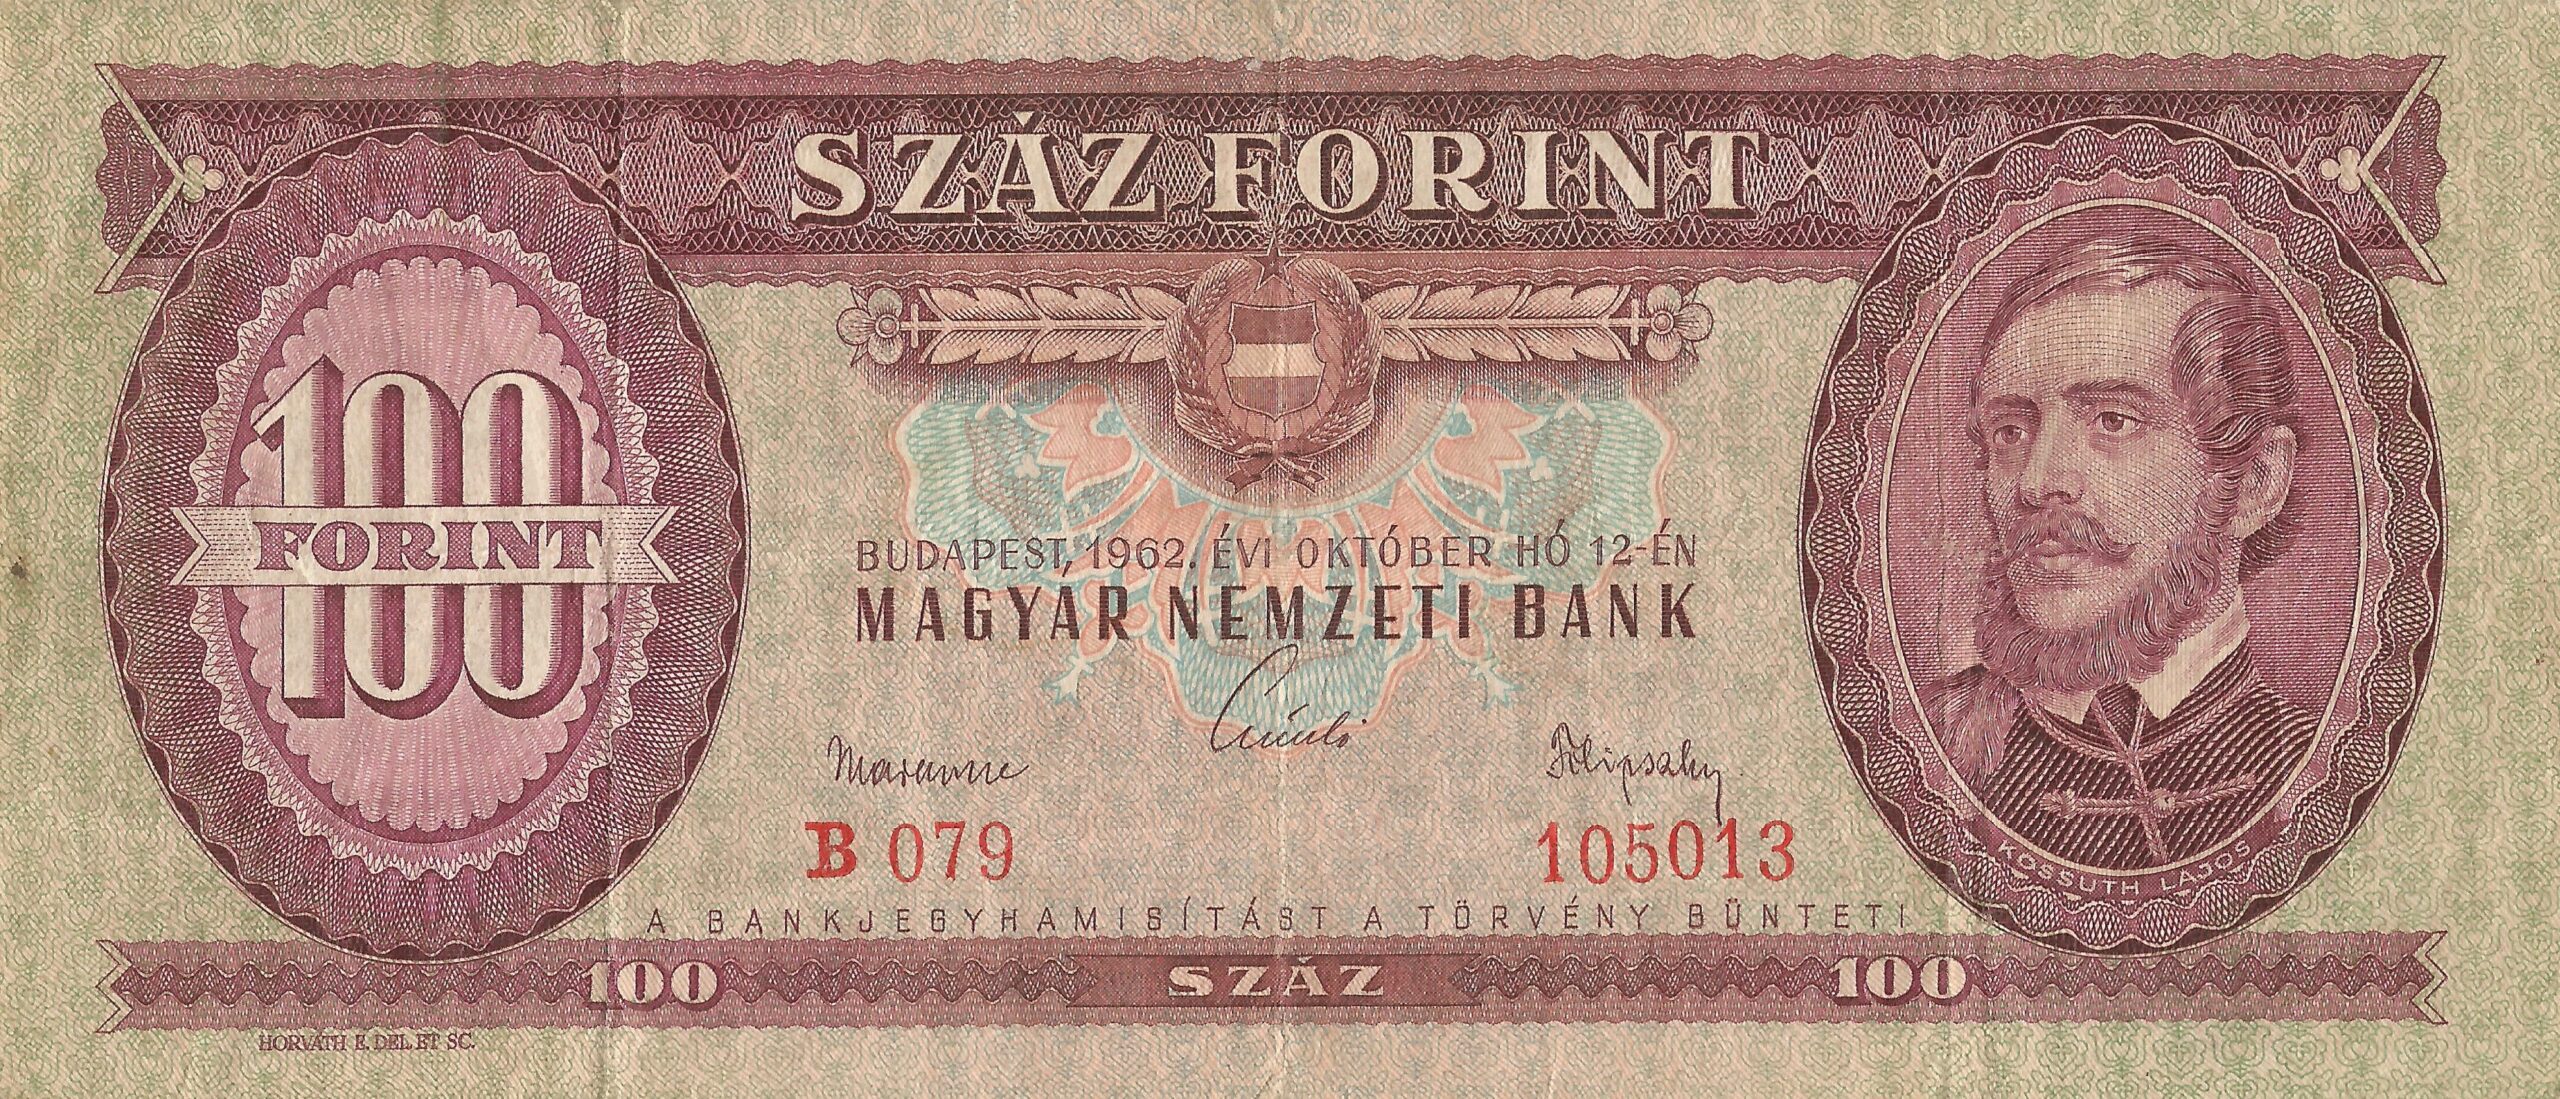 SZÁZ FORINT
100
FORINT
100
BUDAPEST, 1962. ÉVI OKTÓBER HÓ 12-ÉN
MAGYAR NEMZETI BANK
B 079
105013
KOSSUTH LAJOS
A BANKJEGYHAMISÍTÁST A TÖRVÉNY BÜNTETI
100 SZÁZ 100
HORVÁTH E. DEL. ET SC.